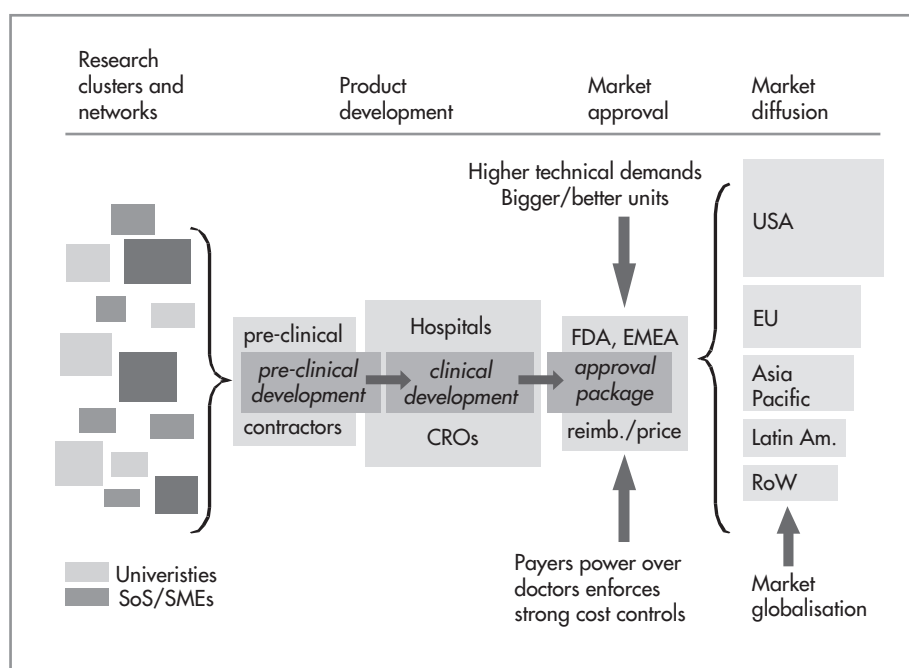 Research
clusters and
networks
Product
development
Market
approval
Market
diffusion
Higher technical demands
Bigger/better units
USA
EU
Asia
Pacific
Latin Am.
RoW
pre-clinical
pre-clinical
development
contractors
Hospitals
clinical
development
CROs
FDA, EMEA
approval
package
reimb./price
Payers power over
doctors enforces
strong cost controls
Market
globalisation
Univeristies
SoS/SMEs